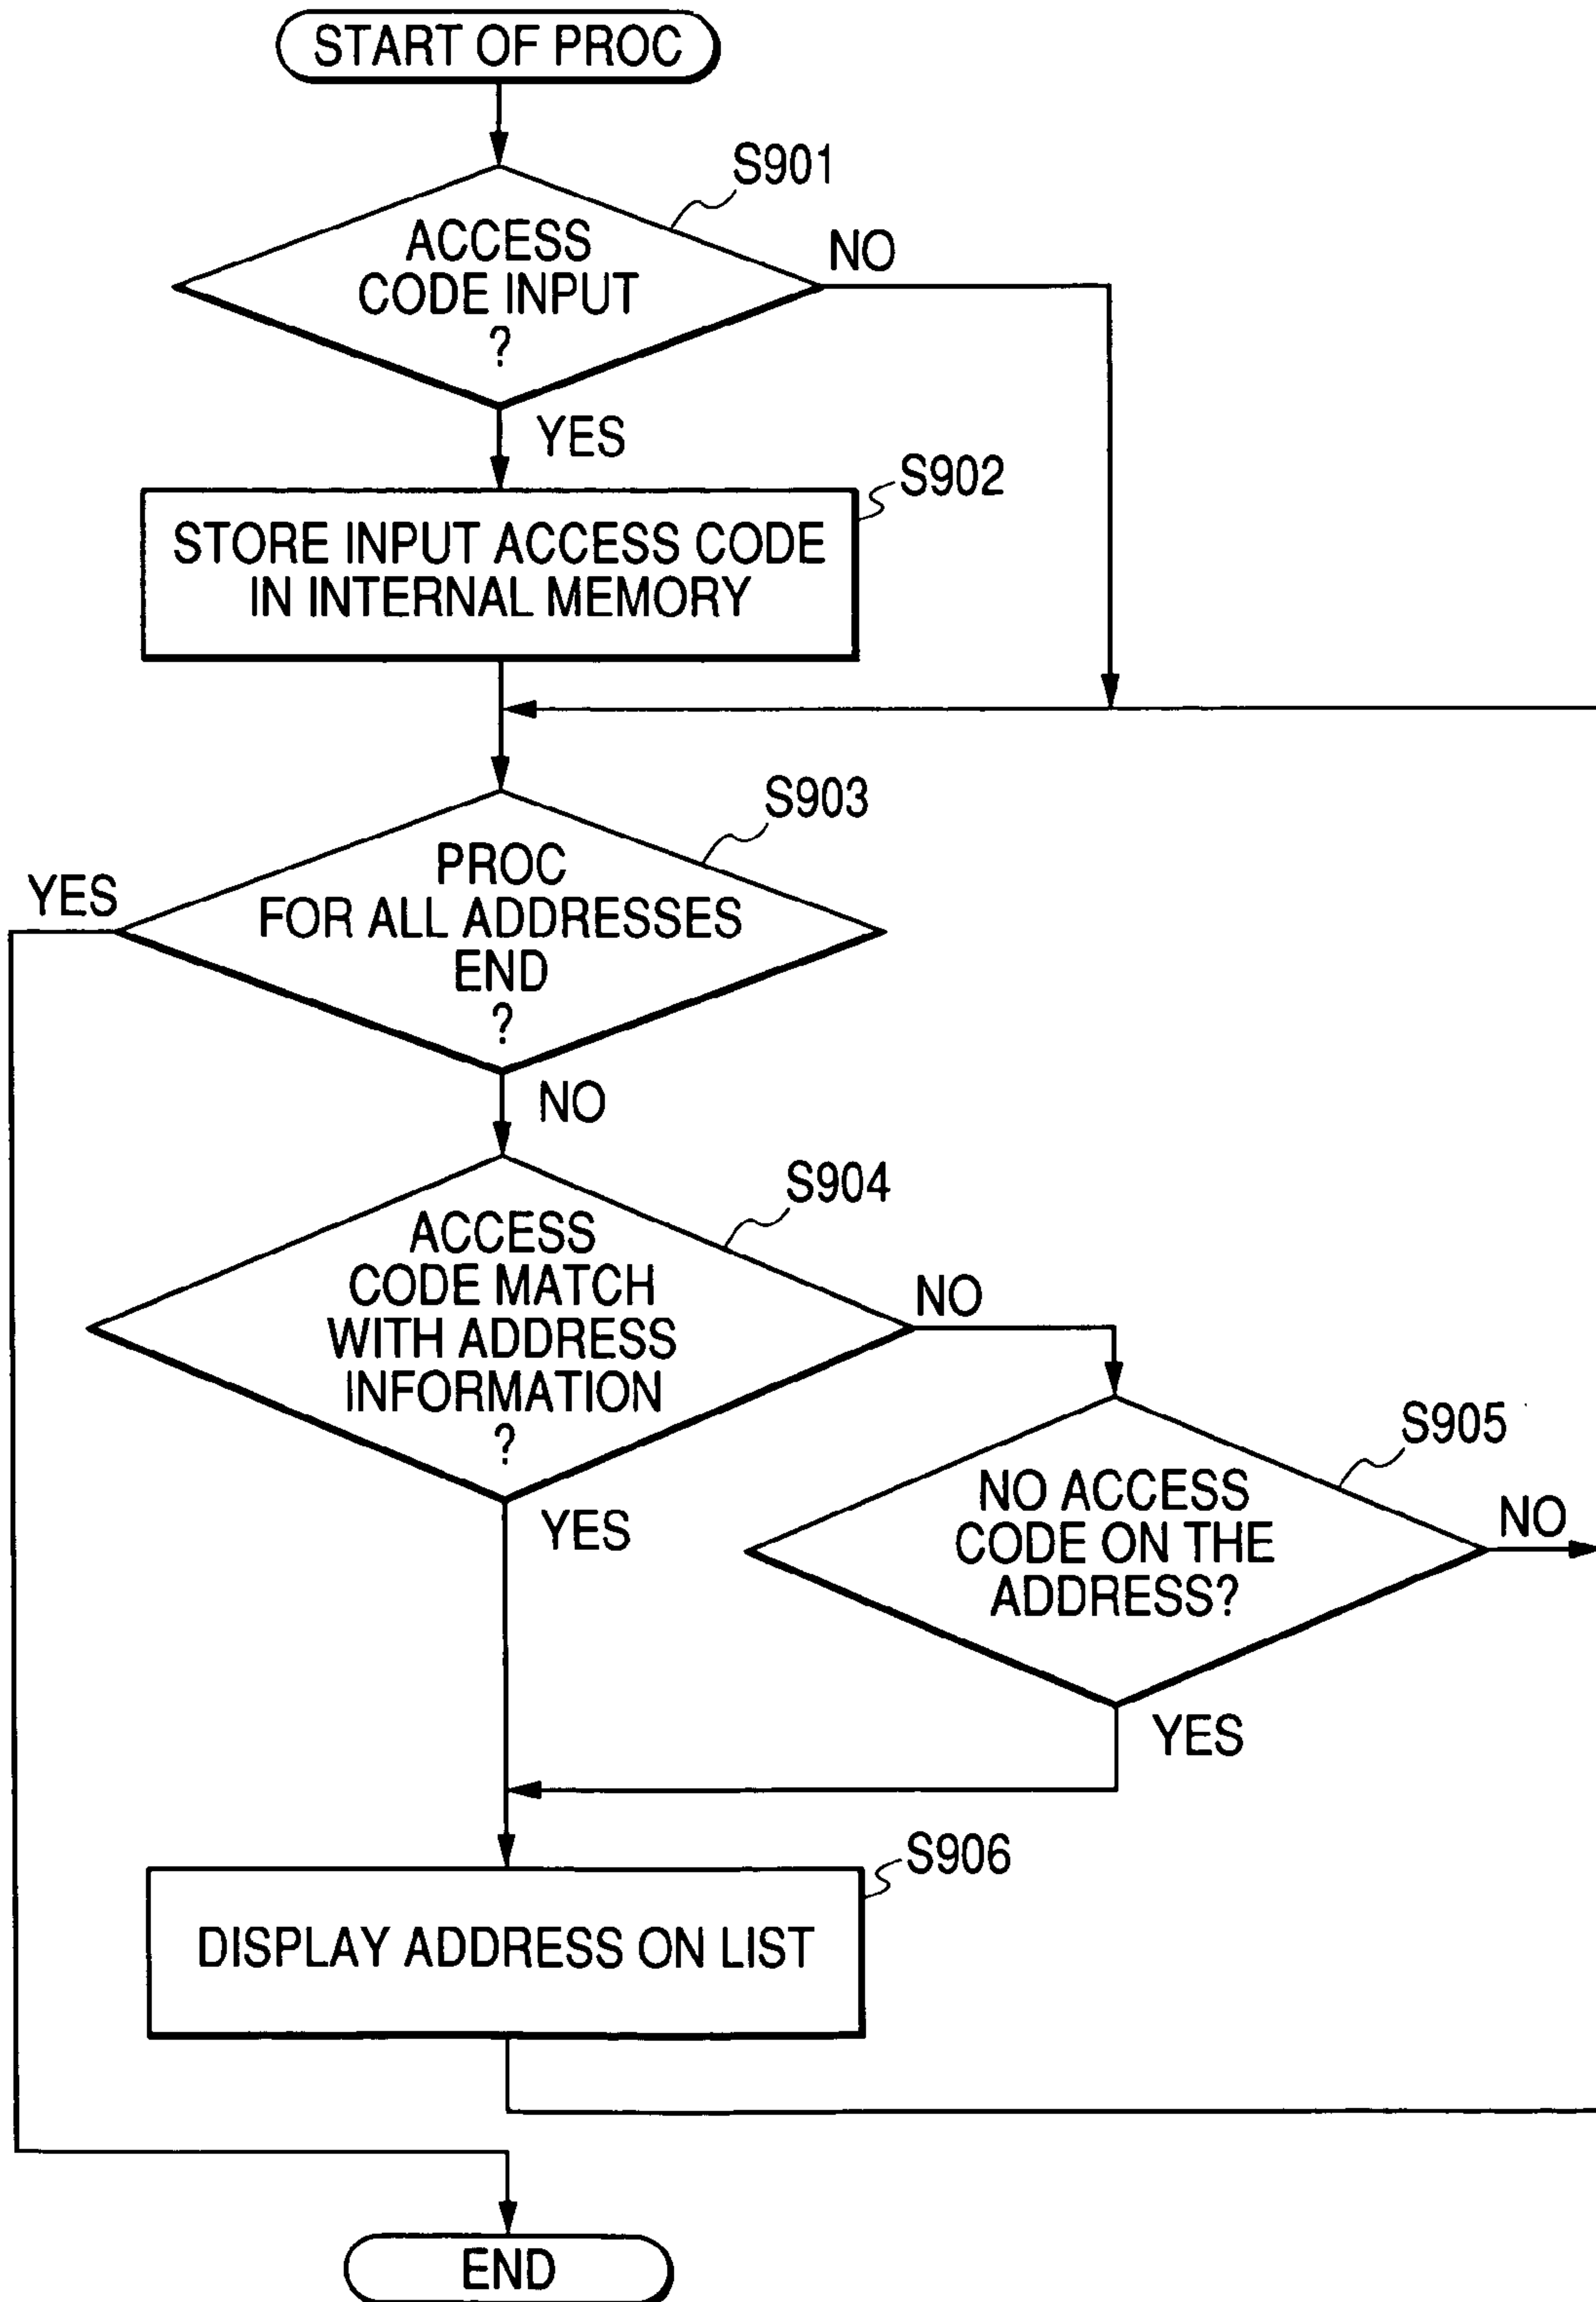 START OF PROC
S901
ACCESS
CODE INPUT
?
NO
YES
S902
STORE INPUT ACCESS CODE
IN INTERNAL MEMORY
S903
YES
PROC
FOR ALL ADDRESSES
END
?
NO
S904
ACCESS
CODE MATCH
WITH ADDRESS
INFORMATION
?
NO
YES
S905
NO ACCESS
CODE ON THE
ADDRESS?
NO
YES
S906
DISPLAY ADDRESS ON LIST
END